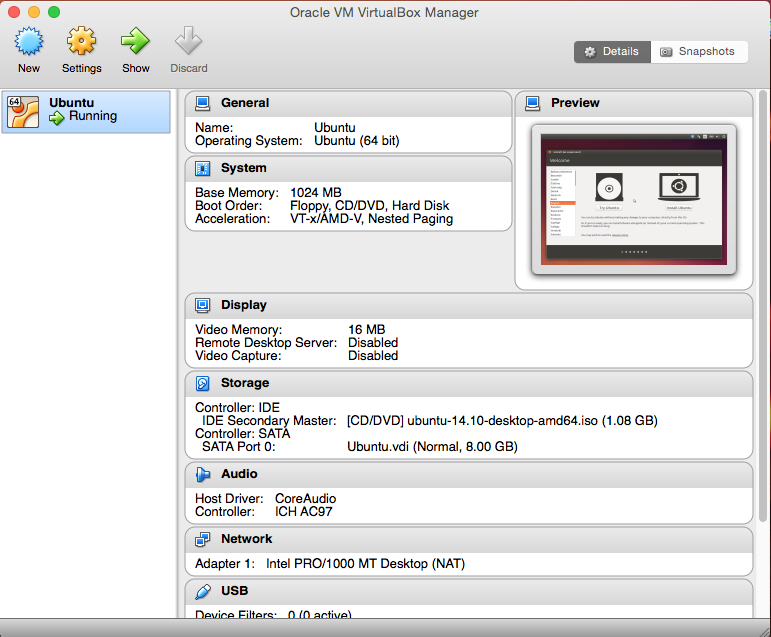 Oracle VM VirtualBox Manager
New
Settings
Show
Discard
Details
Snapshots
64
Ubuntu
Running
General
Name: Ubuntu
Operating System: Ubuntu (64 bit)
System
Base Memory: 1024 MB
Boot Order: Floppy, CD/DVD, Hard Disk
Acceleration: VT-x/AMD-V, Nested Paging
Preview
Welcome
Try Ubuntu
Install Ubuntu
Display
Video Memory: 16 MB
Remote Desktop Server: Disabled
Video Capture: Disabled
Storage
Controller: IDE
IDE Secondary Master: [CD/DVD] ubuntu-14.10-desktop-amd64.iso (1.08 GB)
Controller: SATA
SATA Port 0: Ubuntu.vdi (Normal, 8.00 GB)
Audio
Host Driver: CoreAudio
Controller: ICH AC97
Network
Adapter 1: Intel PRO/1000 MT Desktop (NAT)
USB
Device Filters: 0 (0 active)